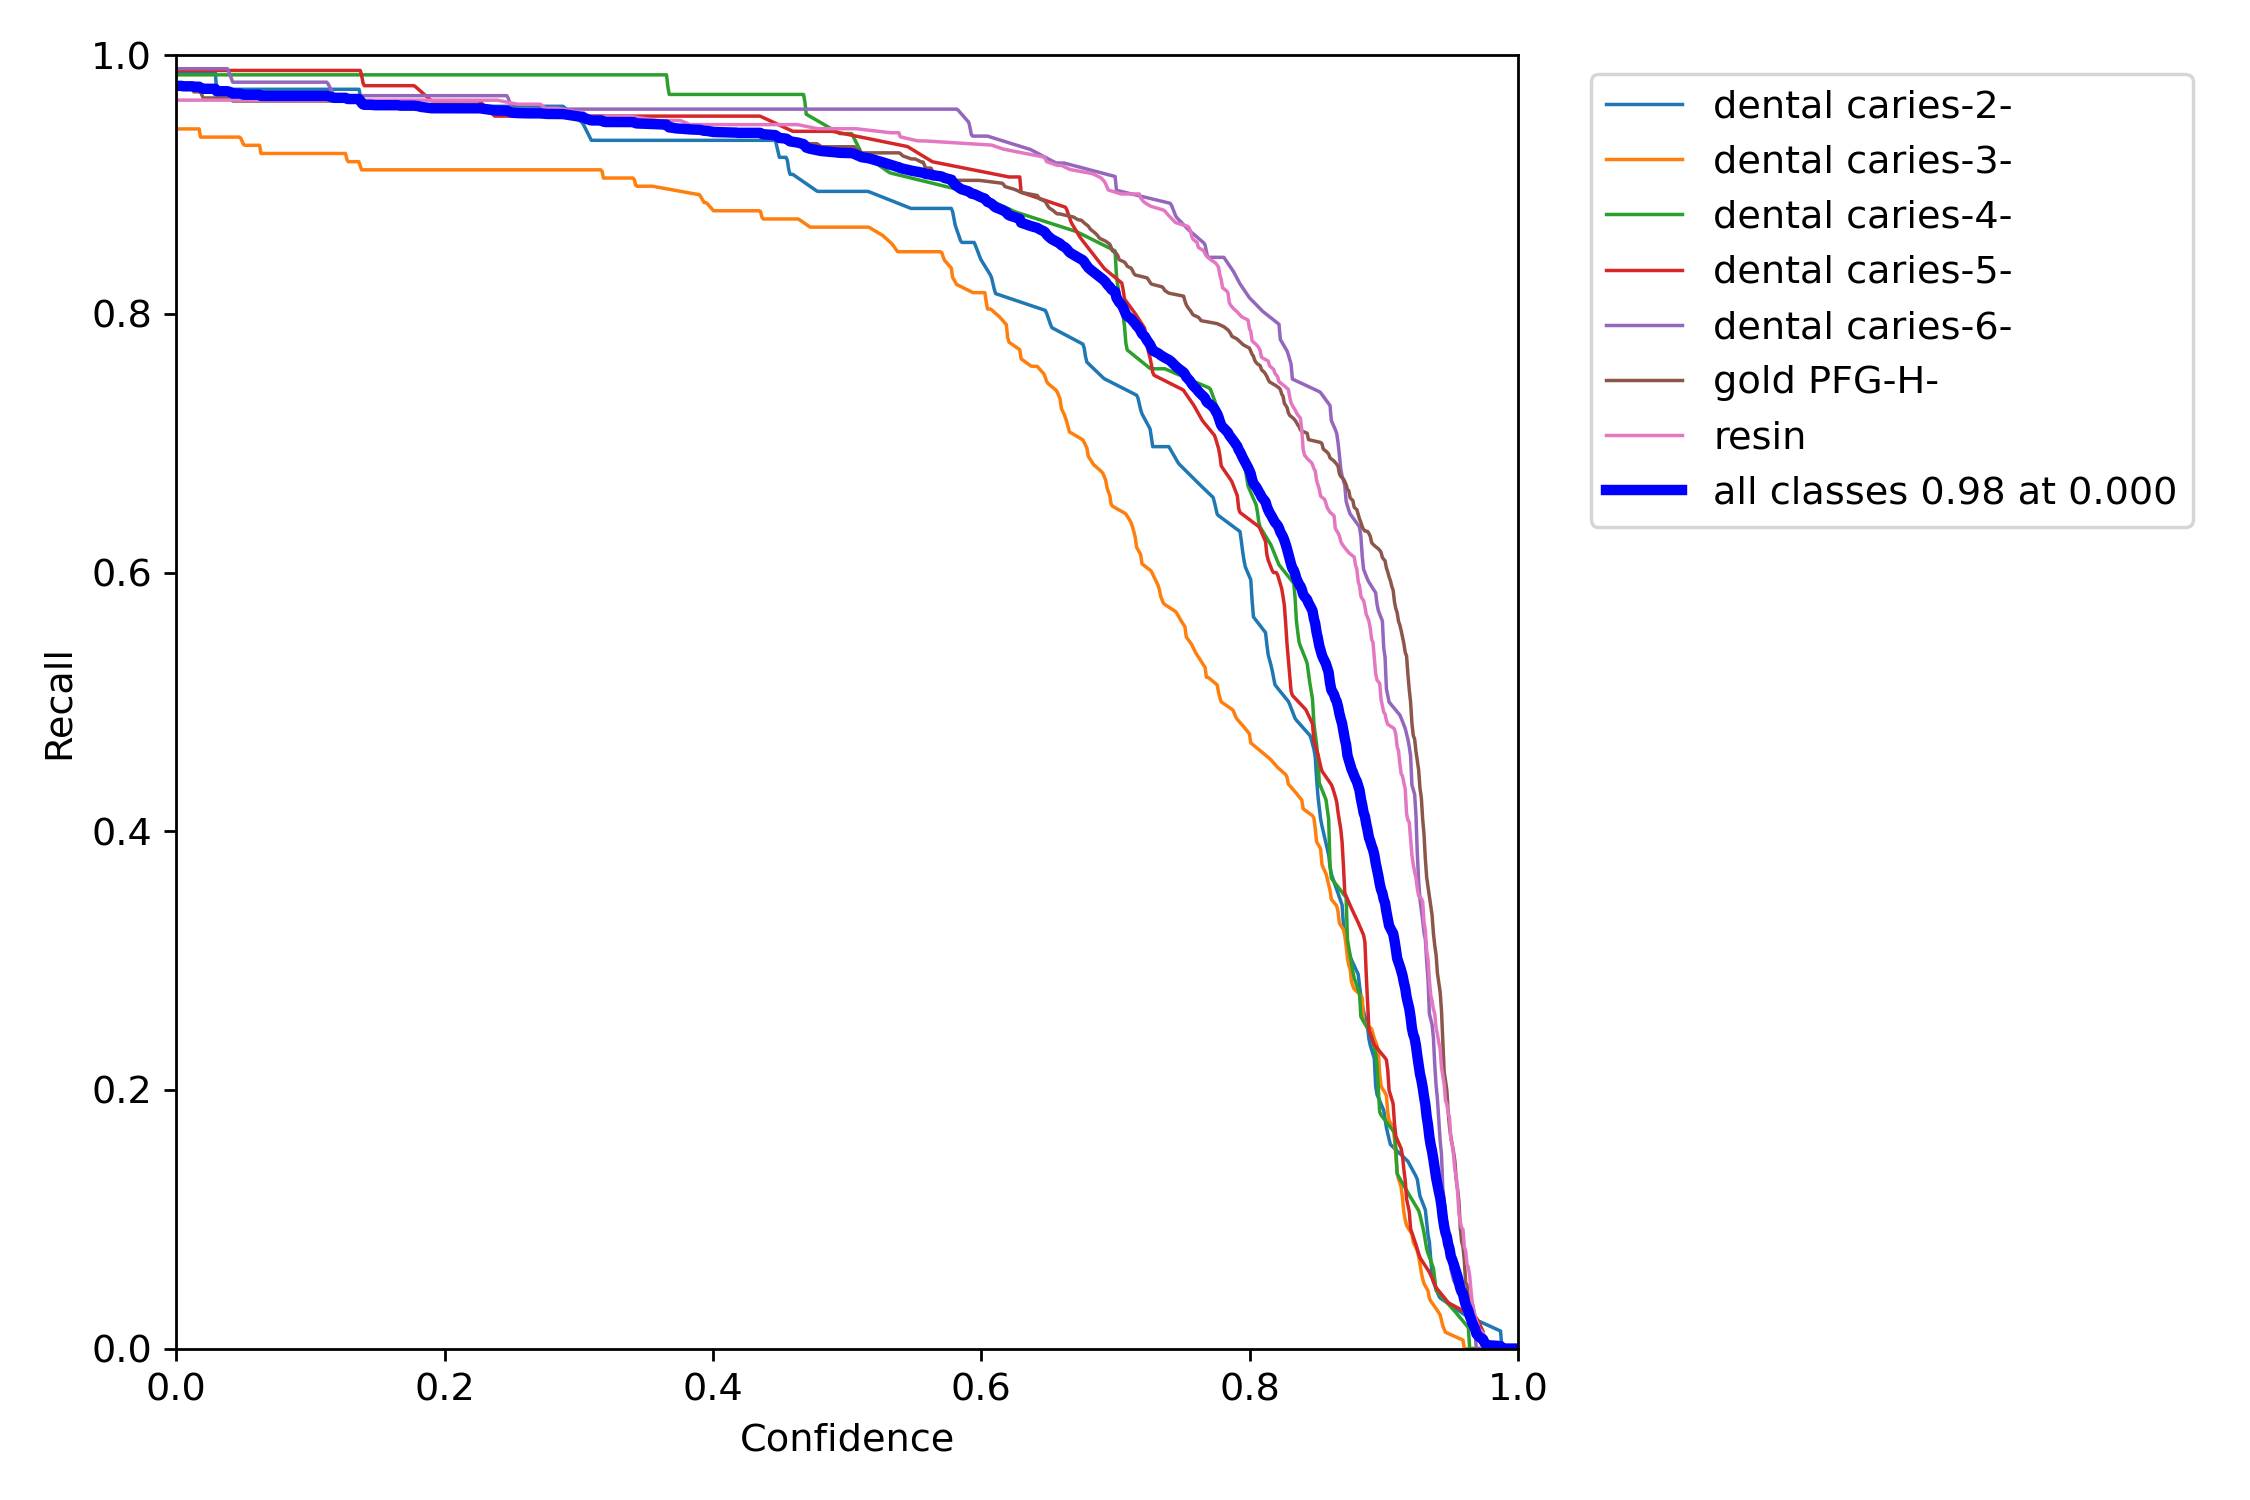 1.0
0.8
0.6
0.4
0.2
0.0
Recall
0.0 0.2 0.4 0.6 0.8 1.0
Confidence
dental caries-2-
dental caries-3-
dental caries-4-
dental caries-5-
dental caries-6-
gold PFG-H-
resin
all classes 0.98 at 0.000